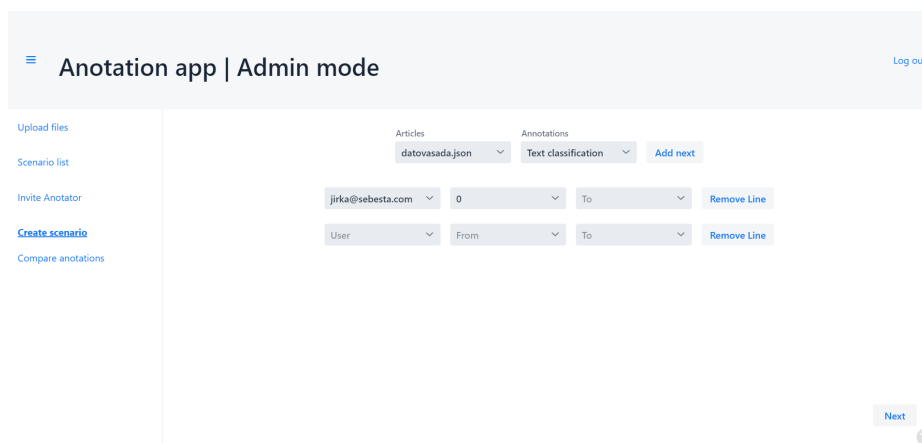 Anotation app | Admin mode
Log ou
Upload files
Scenario list
Invite Anotator
Create scenario
Compare anotations
Articles Annotations
datovasada.json Text classification Add next
jirka@sebesta.com 0 To Remove Line
User From To Remove Line
Next